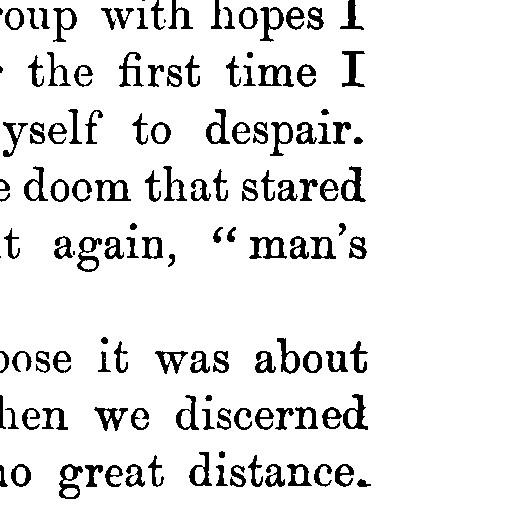 roup with hopes I
the first time I
yself to despair.
e doom that stared
t again, “man’s
pose it was about
hen we discerned
no great distance.